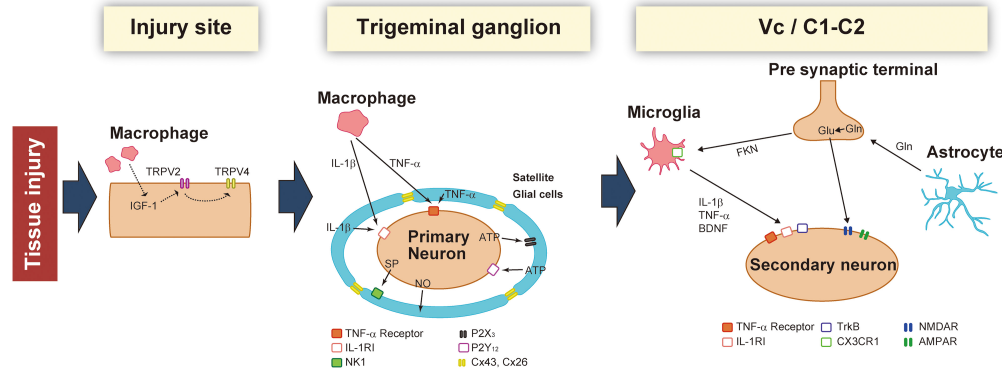 Injury site
Trigeminal ganglion
Vc / C1-C2
Tissue injury
Macrophage
TRPV2
TRPV4
IGF-1
Macrophage
IL-1β
TNF-α
Satellite
Glial cells
TNF-α
IL-1β
Primary
Neuron
ATP
SP
NO
ATP
TNF-α Receptor
IL-1RI
NK1
P2X₃
P2Y₁₂
Cx43, Cx26
Pre synaptic terminal
Microglia
Glu
Gln
FKN
Gln
Astrocyte
IL-1β
TNF-α
BDNF
Secondary neuron
TNF-α Receptor
IL-1RI
TrkB
CX3CR1
NMDAR
AMPAR